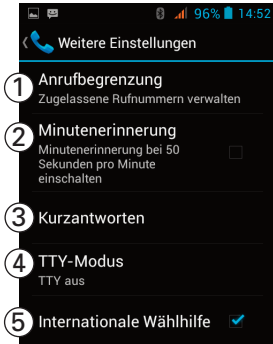 96% 14:52
Weitere Einstellungen
1 Anrufbegrenzung
Zugelassene Rufnummern verwalten
2 Minutenerinnerung
Minutenerinnerung bei 50
Sekunden pro Minute
einschalten
3 Kurzantworten
4 TTY-Modus
TTY aus
5 Internationale Wählhilfe